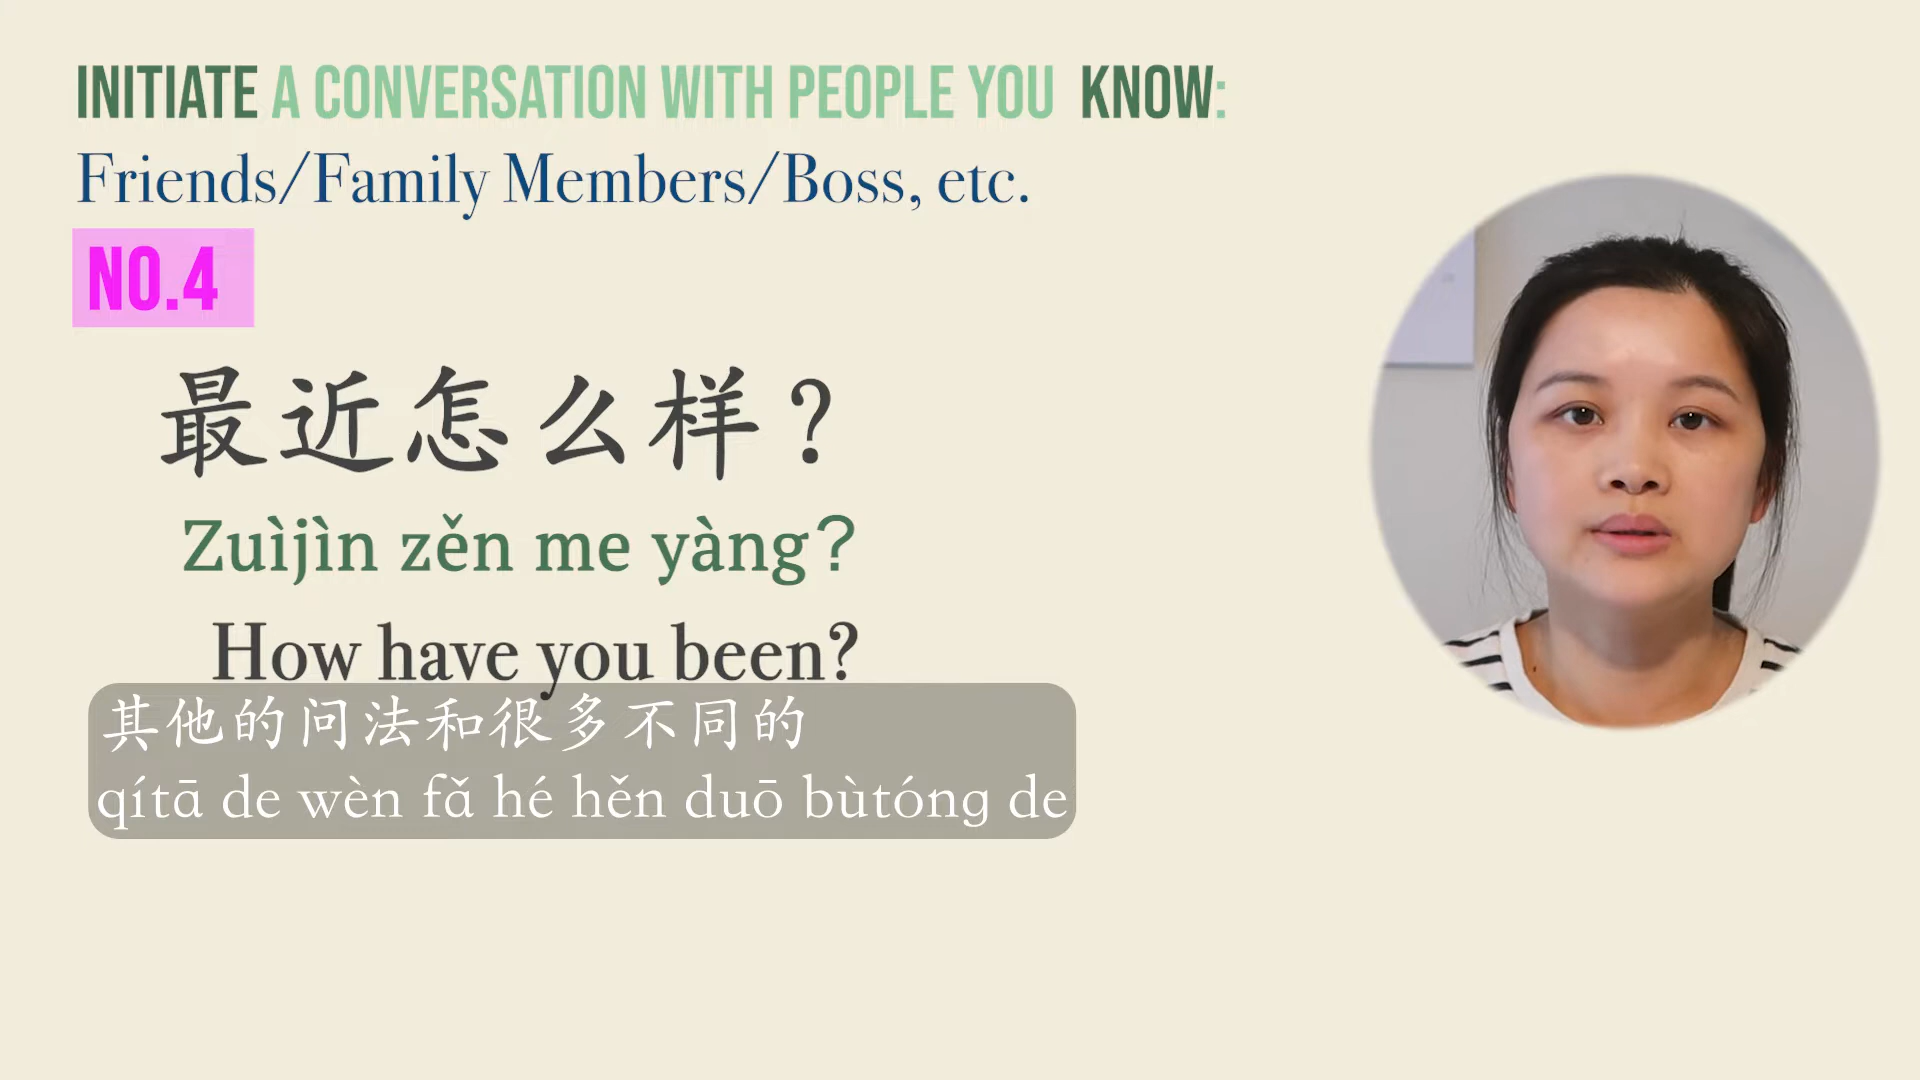 INITIATE A CONVERSATION WITH PEOPLE YOU KNOW:
Friends/Family Members/Boss, etc.
NO.4
最近怎么样？
Zuìjìn zěn me yàng？
How have you been?
其他的问法和很多不同的
qítā de wèn fǎ hé hěn duō bùtóng de